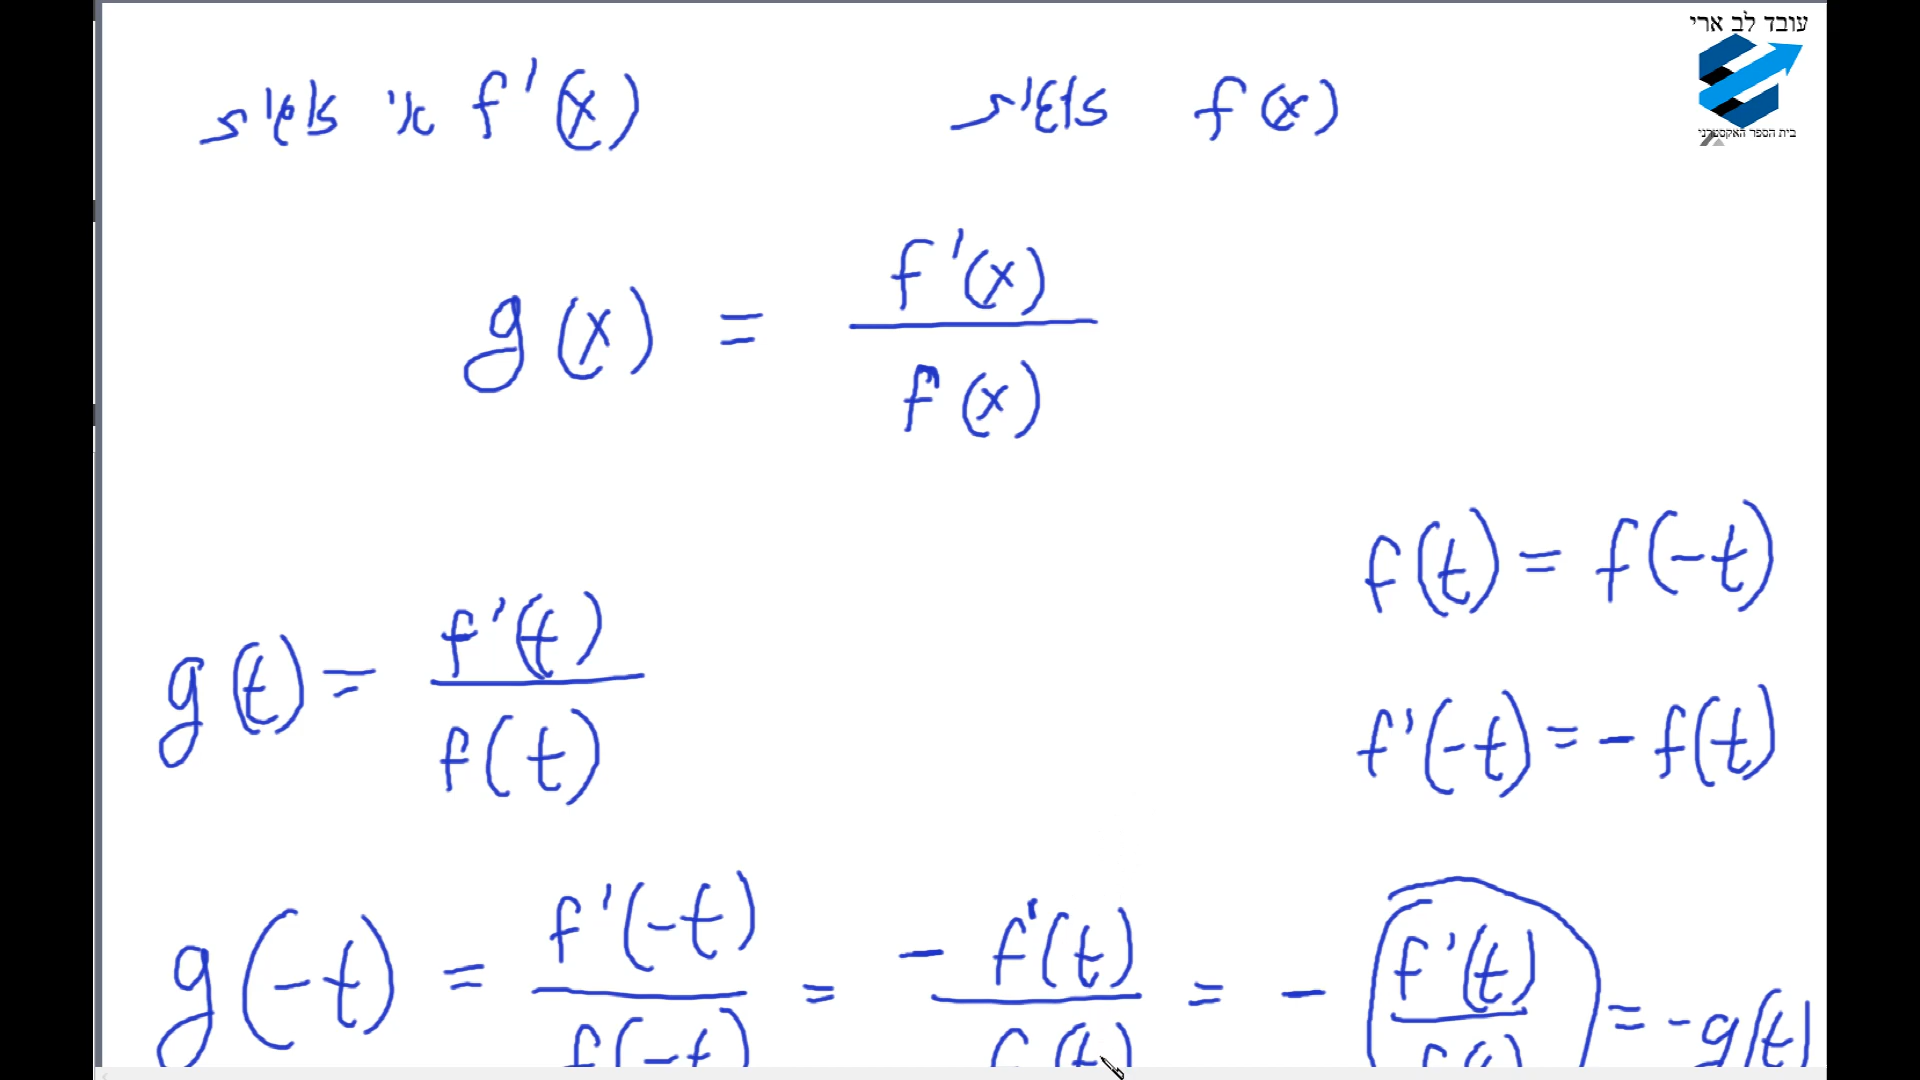 עובד לב ארי
בית הספר האקסטרני
f(x) זוגית
f'(x) אי זוגית
g(x) = f'(x) / f(x)
f(t) = f(-t)
g(t) = f'(t) / f(t)
f'(-t) = - f(t)
g(-t) = f'(-t) / f(-t) = - f'(t) / f(t) = - f'(t) / f(t) = - g(t)